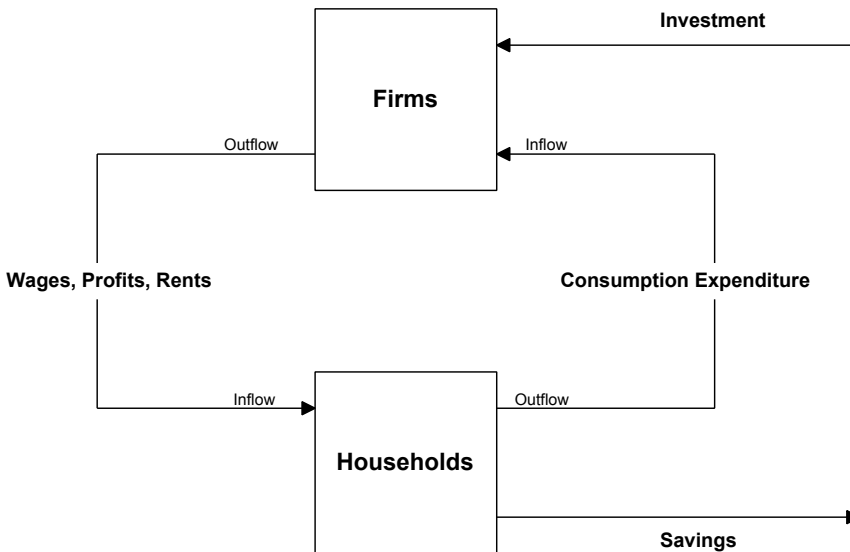 Investment
Firms
Outflow
Inflow
Wages, Profits, Rents
Consumption Expenditure
Inflow
Outflow
Households
Savings